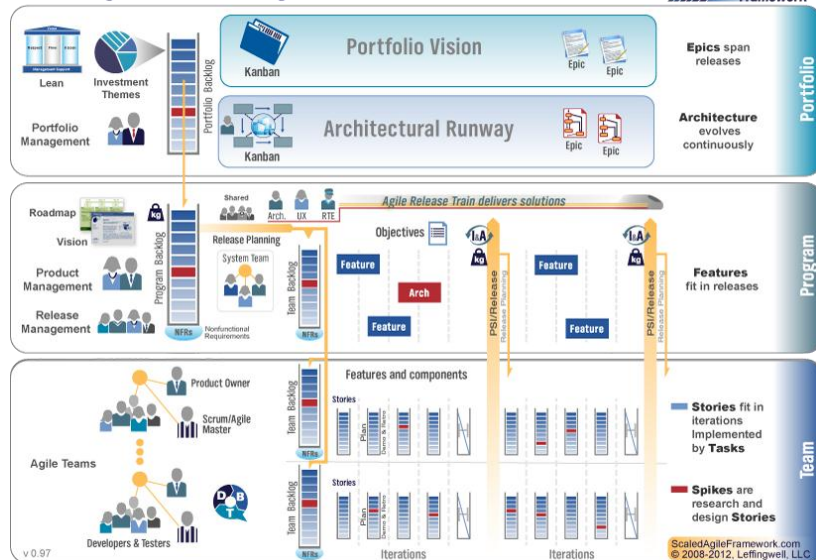 Framework
Lean
Investment
Themes
Portfolio
Management
Portfolio Backlog
Kanban
Portfolio Vision
Epic
Epic
Kanban
Architectural Runway
Epic
Epic
Epics span
releases
Architecture
evolves
continuously
Portfolio
Roadmap
Vision
Product
Management
Release
Management
kg
Program Backlog
NFRs
Nonfunctional
Requirements
Shared
Arch.
UX
RTE
Release Planning
System Team
Team Backlog
NFRs
Agile Release Train delivers solutions
Objectives
Feature
Feature
Arch
I&A
kg
PSI/Release
Release Planning
Feature
Feature
I&A
kg
PSI/Release
Release Planning
Features
fit in releases
Program
Product Owner
Scrum/Agile
Master
Agile Teams
Developers & Testers
D
B
T
v 0.97
Team Backlog
Team Backlog
NFRs
Features and components
Stories
Plan
Demo & Retro
H
H
Stories
Plan
Demo & Retro
H
H
Iterations
Iterations
Stories fit in
iterations
Implemented
by Tasks
Spikes are
research and
design Stories
Team
ScaledAgileFramework.com
© 2008-2012, Leffingwell, LLC